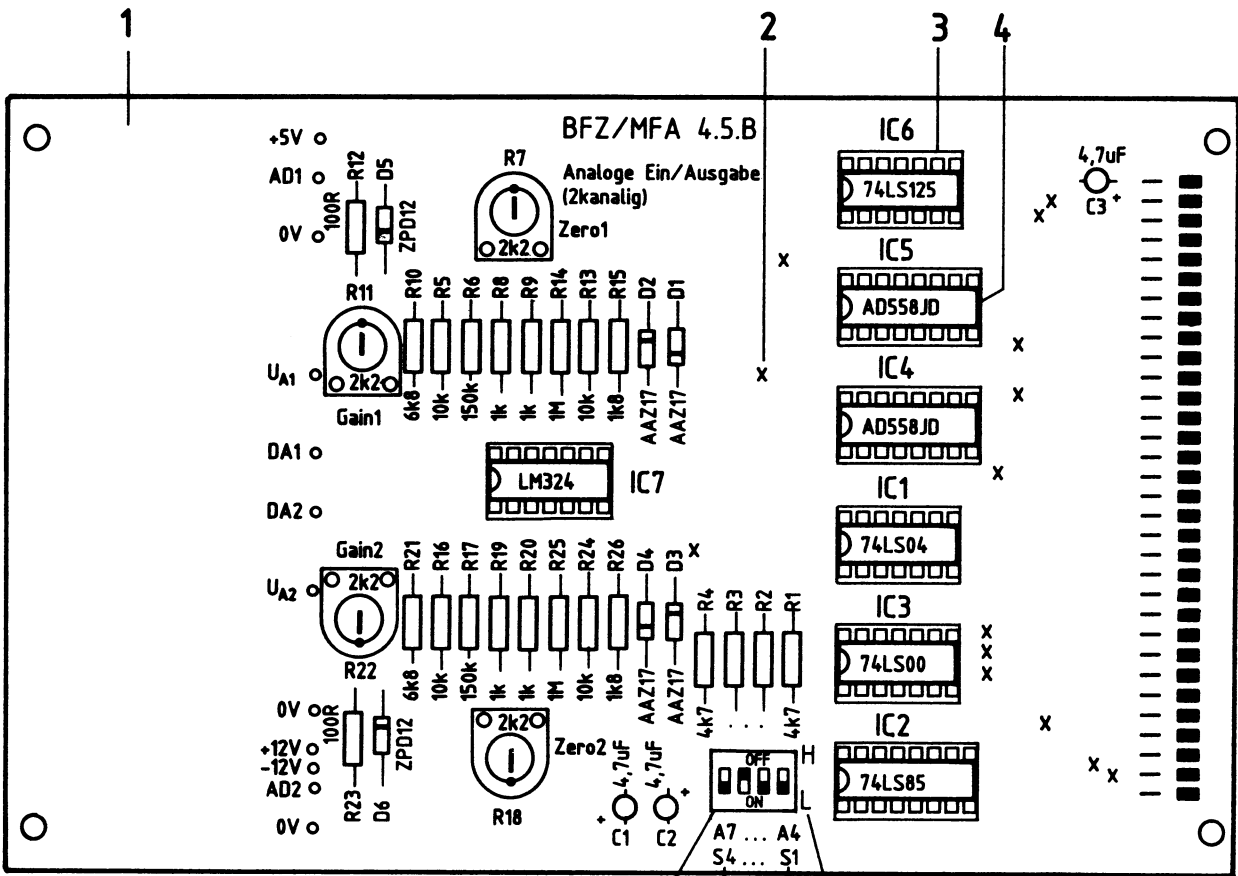 1 2 3 4
BFZ/MFA 4.5.B
Analoge Ein/Ausgabe
(2kanalig)
+5V
AD1
0V
R12
100R
D5
ZPD12
R7
2k2
Zero1
IC6
74LS125
4,7uF
C3 +
IC5
AD558JD
R11
2k2
Gain1
UA1
R10 R5 R6 R8 R9 R14 R13 R15 D2 D1
6k8 10k 150k 1k 1k 1M 10k 1k8 AAZ17 AAZ17
IC4
AD558JD
DA1
DA2
LM324
IC7
IC1
74LS04
Gain2
2k2
R22
UA2
R21 R16 R17 R19 R20 R25 R24 R26 D4 D3
6k8 10k 150k 1k 1k 1M 10k 1k8 AAZ17 AAZ17
x
R4 R3 R2 R1
4k7 . . . 4k7
IC3
74LS00
0V
+12V
-12V
AD2
0V
100R
R23
ZPD12
D6
2k2
Zero2
R18
4,7uF 4,7uF
+ +
C1 C2
OFF
ON
H
L
A7 ... A4
S4 ... S1
IC2
74LS85
x x
x
x
x
x
x
x
x
x
x
x
x x